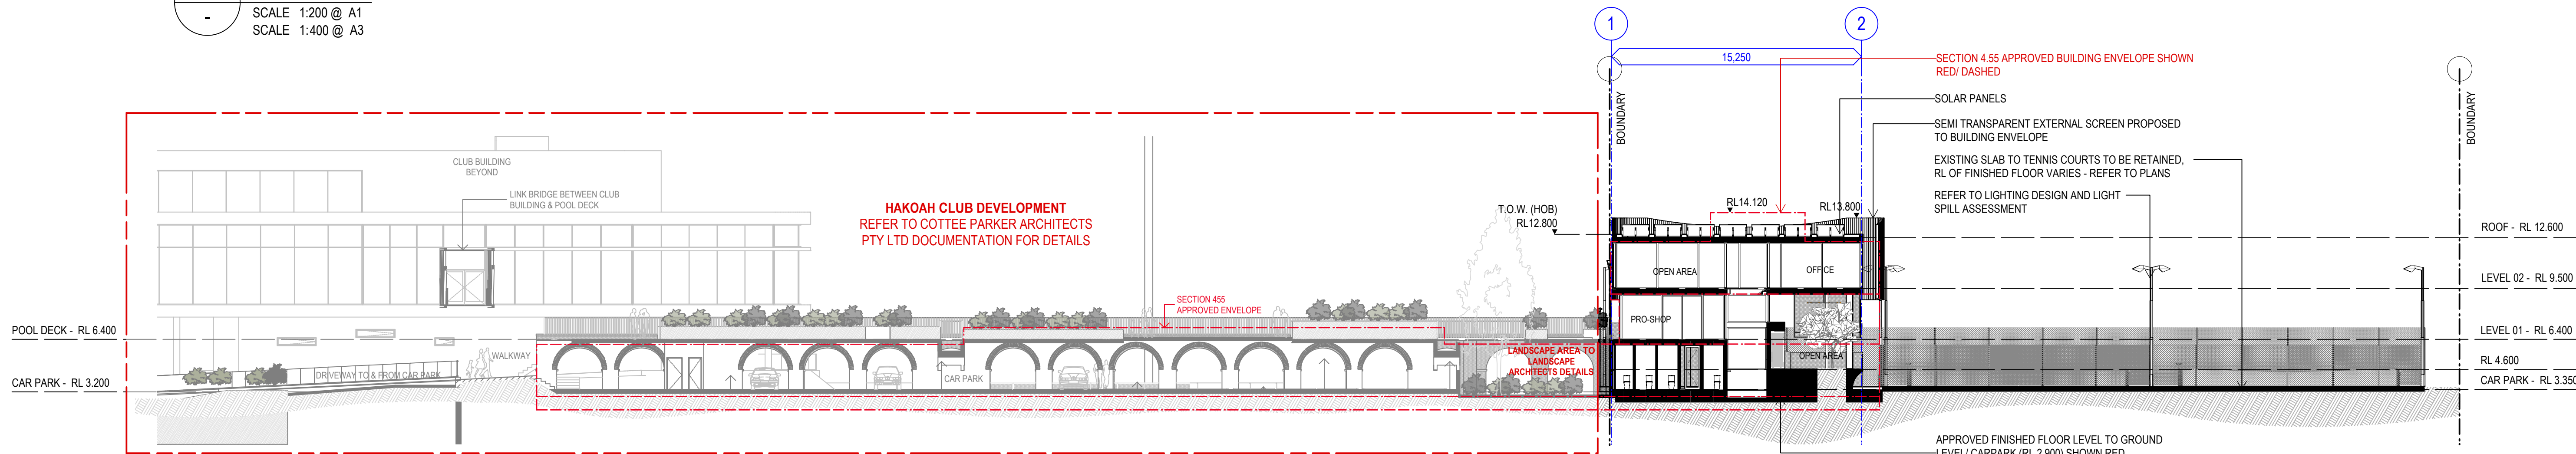 -
SCALE 1:200 @ A1
SCALE 1:400 @ A3
1
2
15,250
SECTION 4.55 APPROVED BUILDING ENVELOPE SHOWN
RED/ DASHED
BOUNDARY
BOUNDARY
SOLAR PANELS
SEMI TRANSPARENT EXTERNAL SCREEN PROPOSED
TO BUILDING ENVELOPE
CLUB BUILDING
BEYOND
EXISTING SLAB TO TENNIS COURTS TO BE RETAINED,
RL OF FINISHED FLOOR VARIES - REFER TO PLANS
LINK BRIDGE BETWEEN CLUB
BUILDING & POOL DECK
REFER TO LIGHTING DESIGN AND LIGHT
SPILL ASSESSMENT
HAKOAH CLUB DEVELOPMENT
REFER TO COTTEE PARKER ARCHITECTS
PTY LTD DOCUMENTATION FOR DETAILS
T.O.W. (HOB)
RL12.800
RL14.120
RL13.800
ROOF - RL 12.600
OPEN AREA
OFFICE
LEVEL 02 - RL 9.500
SECTION 455
APPROVED ENVELOPE
PRO-SHOP
POOL DECK - RL 6.400
LEVEL 01 - RL 6.400
WALKWAY
LANDSCAPE AREA TO
LANDSCAPE
ARCHITECTS DETAILS
OPEN AREA
RL 4.600
DRIVEWAY TO & FROM CAR PARK
CAR PARK
CAR PARK - RL 3.200
CAR PARK - RL 3.350
APPROVED FINISHED FLOOR LEVEL TO GROUND
LEVEL/ CARPARK (RL 2.900) SHOWN RED